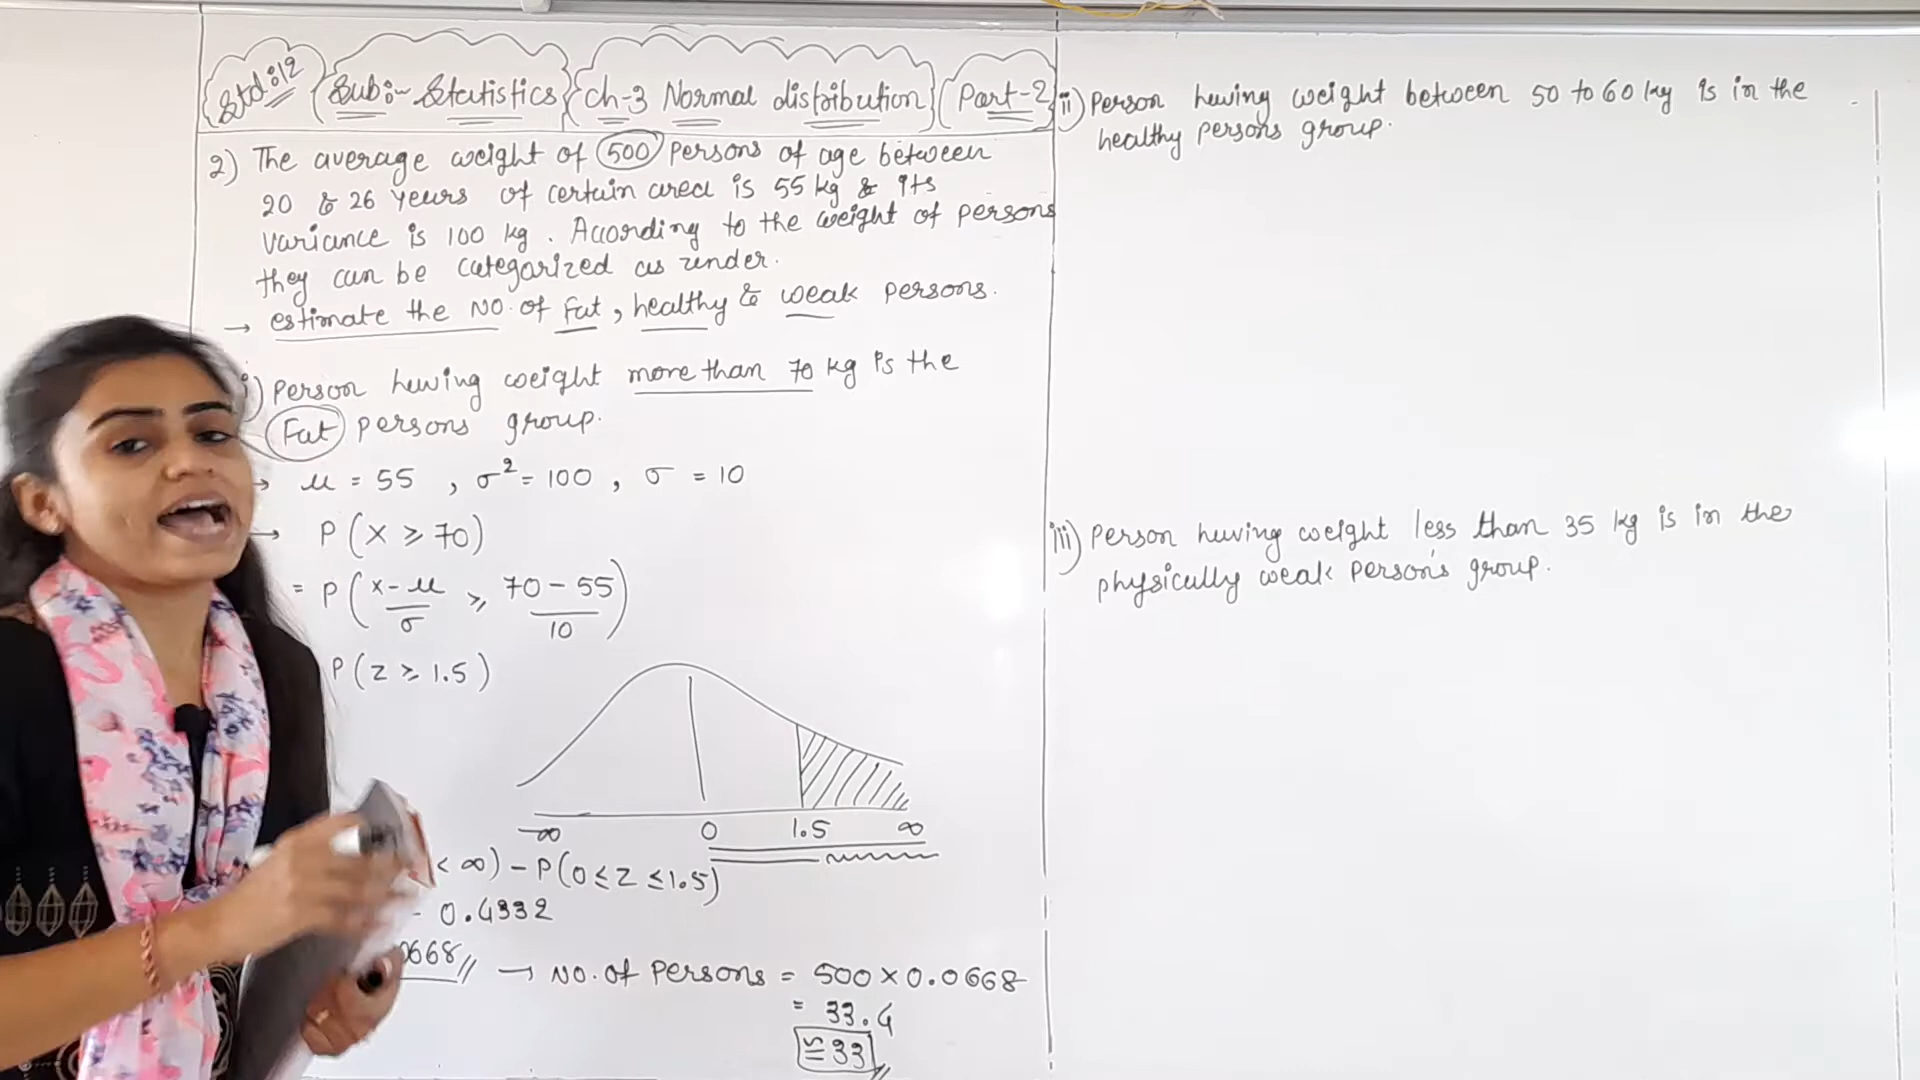 Std:12
Sub:- Statistics
Ch-3 Normal distribution
Part-2
2) The average weight of 500 persons of age between
20 & 26 years of certain area is 55 kg & its
variance is 100 kg. According to the weight of persons
they can be categorized as under.
→ estimate the No. of Fat, healthy & weak persons.
i) Person having weight more than 70 kg is the
Fat persons group.
→ μ = 55 , σ² = 100 , σ = 10
→ P(x ≥ 70)
= P(x-μ/σ ≥ 70-55/10)
P(Z ≥ 1.5)
-∞ 0 1.5 ∞
< ∞) - P(0 ≤ Z ≤ 1.5)
- 0.4332
0668 → No. of Persons = 500 × 0.0668
= 33.4
≅ 33
ii) Person having weight between 50 to 60 kg is in the
healthy persons group.
iii) Person having weight less than 35 kg is in the
physically weak person's group.